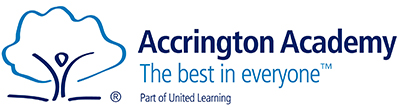 Accrington Academy
The best in everyone™
Part of United Learning
®